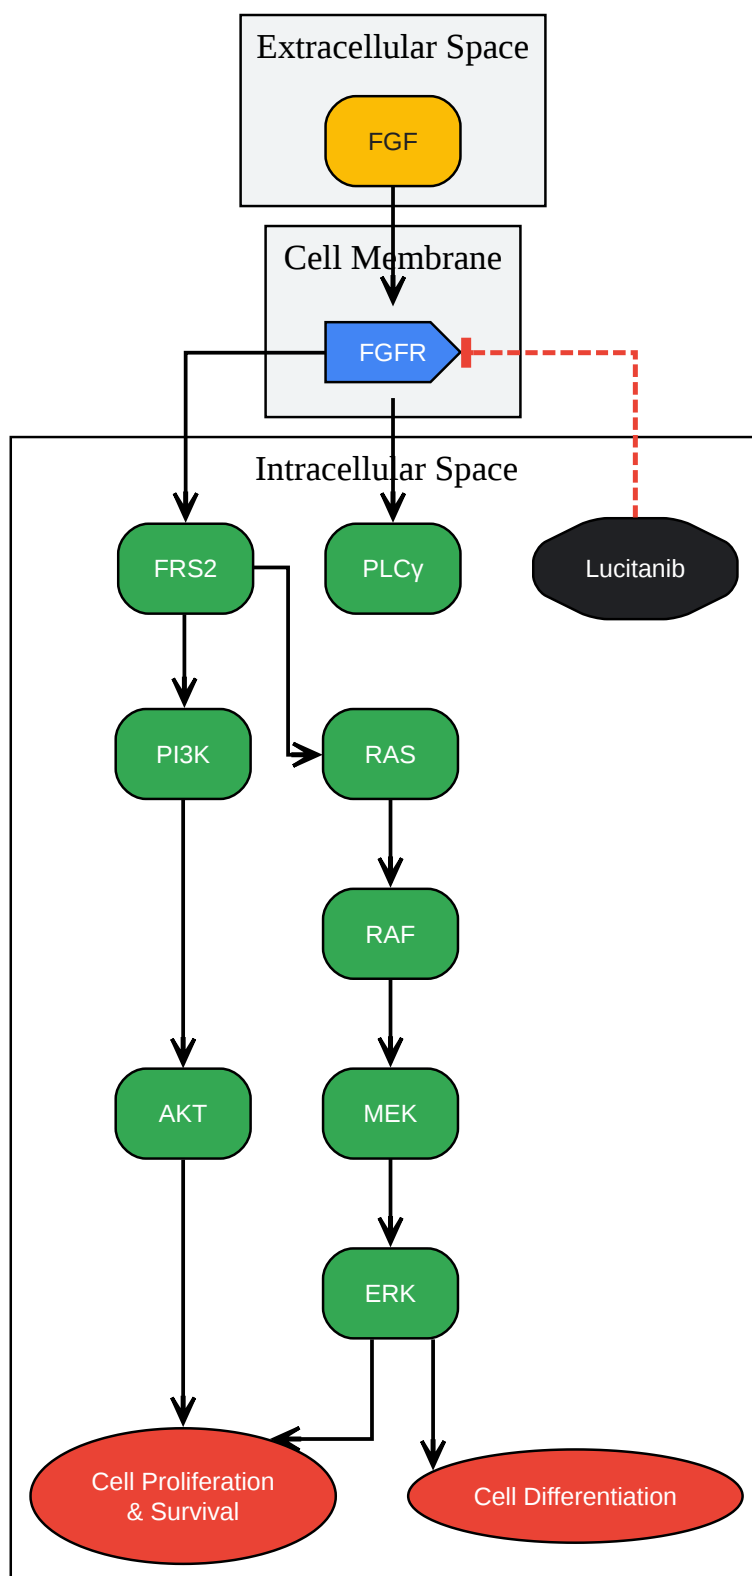 Extracellular Space
FGF
Cell Membrane
FGFR
Intracellular Space
FRS2
PLCγ
Lucitanib
PI3K
RAS
RAF
AKT
MEK
ERK
Cell Proliferation
& Survival
Cell Differentiation